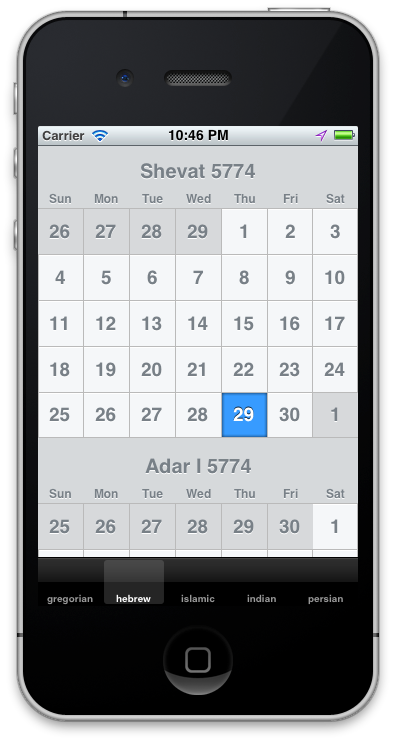 Carrier 10:46 PM
Shevat 5774
Sun Mon Tue Wed Thu Fri Sat
26 27 28 29 1 2 3
4 5 6 7 8 9 10
11 12 13 14 15 16 17
18 19 20 21 22 23 24
25 26 27 28 29 30 1
Adar I 5774
Sun Mon Tue Wed Thu Fri Sat
25 26 27 28 29 30 1
gregorian hebrew islamic indian persian